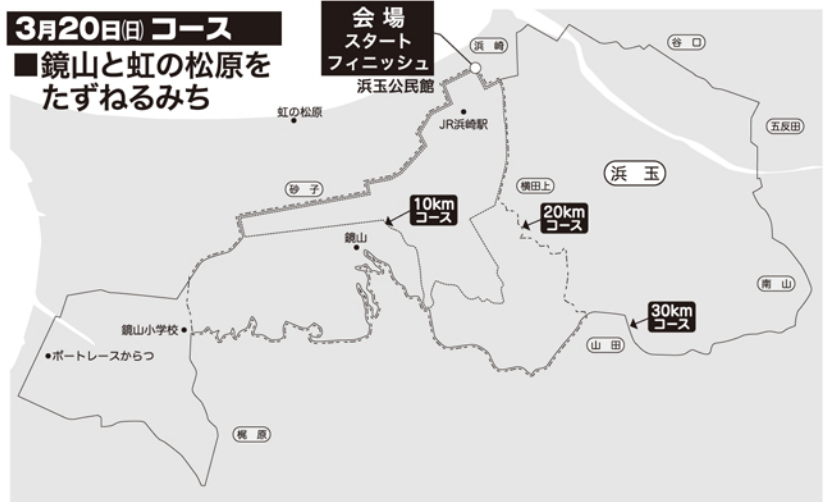 3月20日㈰ コース
■鏡山と虹の松原を
たずねるみち
会場
スタート
フィニッシュ
浜玉公民館
浜崎
谷口
虹の松原
JR浜崎駅
五反田
砂子
横田上
浜玉
10km
コース
20km
コース
鏡山
南山
30km
コース
鏡山小学校
山田
ボートレースからつ
梶原